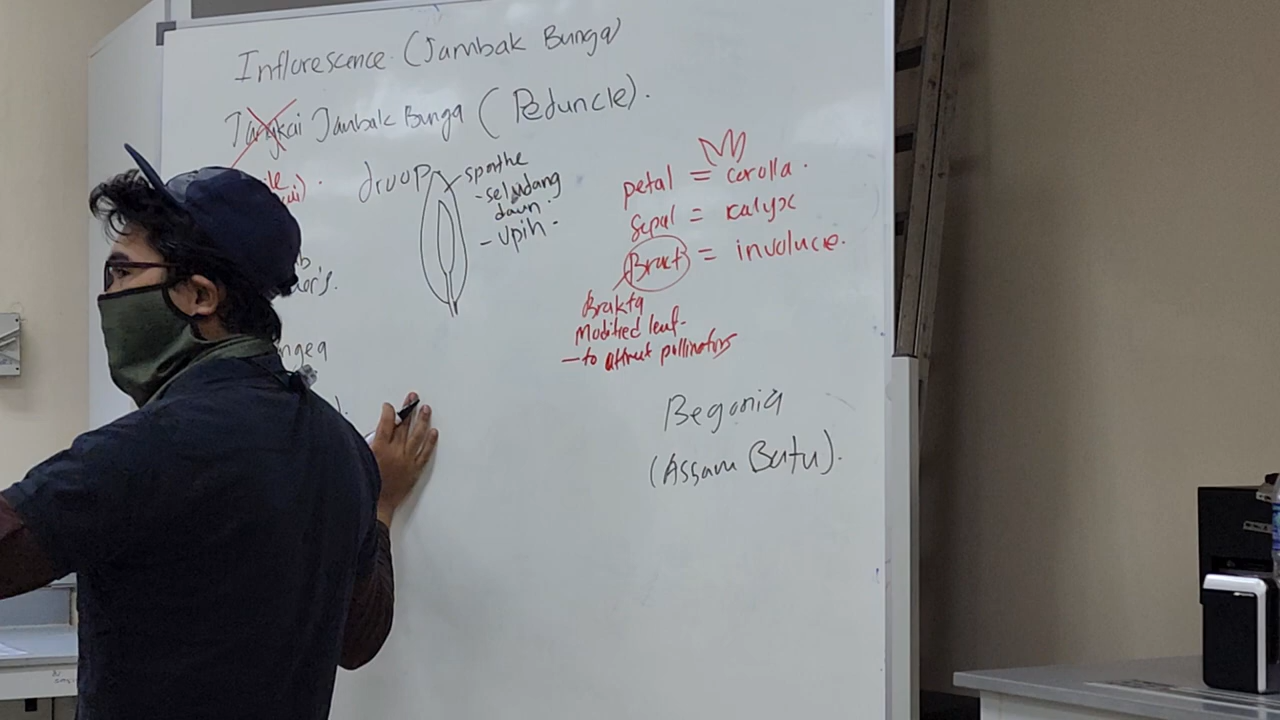 Inflorescence (Jambak Bunga)
Tangkai Jambak Bunga (Peduncle).
droop
spathe
- seludang
daun.
- upih -
petal = corolla.
Sepal = kalyx
Bract = involucre.
Brakta
Modified leaf-
- to attract pollinators
Begonia
(Assam Batu).